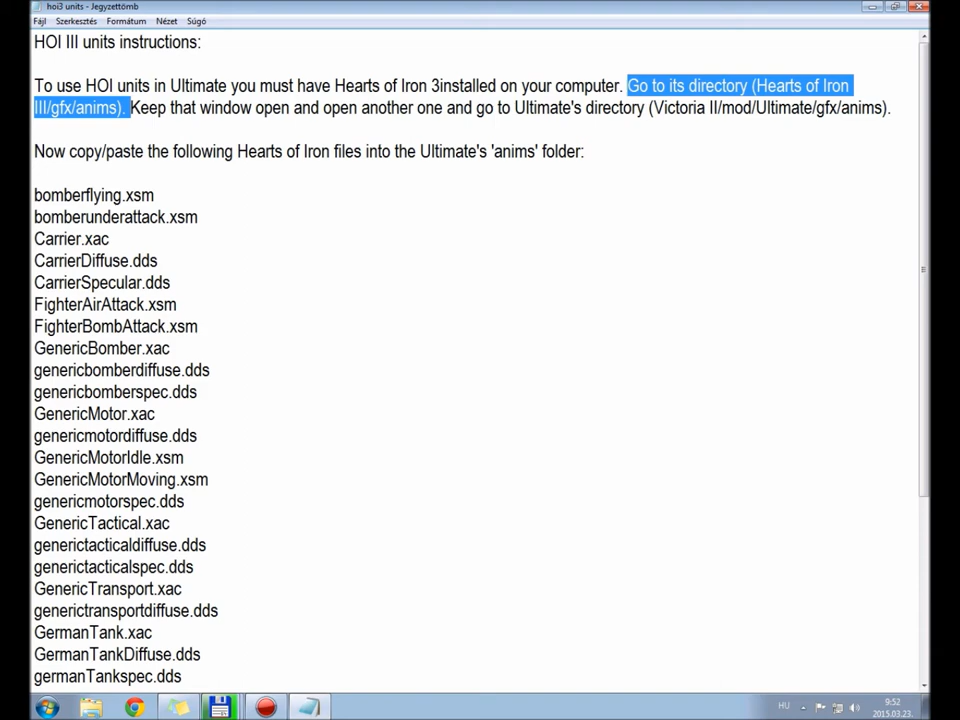 hoi3 units - Jegyzettömb
Fájl Szerkesztés Formátum Nézet Súgó
HOI III units instructions:
To use HOI units in Ultimate you must have Hearts of Iron 3installed on your computer. Go to its directory (Hearts of Iron
III/gfx/anims). Keep that window open and open another one and go to Ultimate's directory (Victoria II/mod/Ultimate/gfx/anims).
Now copy/paste the following Hearts of Iron files into the Ultimate's 'anims' folder:
bomberflying.xsm
bomberunderattack.xsm
Carrier.xac
CarrierDiffuse.dds
CarrierSpecular.dds
FighterAirAttack.xsm
FighterBombAttack.xsm
GenericBomber.xac
genericbomberdiffuse.dds
genericbomberspec.dds
GenericMotor.xac
genericmotordiffuse.dds
GenericMotorIdle.xsm
GenericMotorMoving.xsm
genericmotorspec.dds
GenericTactical.xac
generictacticaldiffuse.dds
generictacticalspec.dds
GenericTransport.xac
generictransportdiffuse.dds
GermanTank.xac
GermanTankDiffuse.dds
germanTankspec.dds
HU
9:52
2015.03.23.